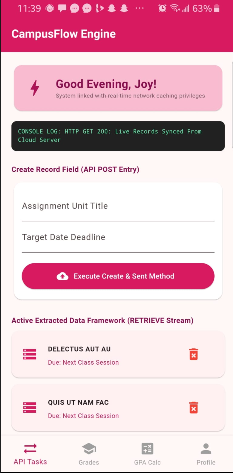 11:39 63%
CampusFlow Engine
Good Evening, Joy!
System linked with real-time network caching privileges
CONSOLE LOG: HTTP GET 200: Live Records Synced From
Cloud Server
Create Record Field (API POST Entry)
Assignment Unit Title
Target Date Deadline
Execute Create & Sent Method
Active Extracted Data Framework (RETRIEVE Stream)
DELECTUS AUT AU
Due: Next Class Session
QUIS UT NAM FAC
Due: Next Class Session
API Tasks Grades GPA Calc Profile